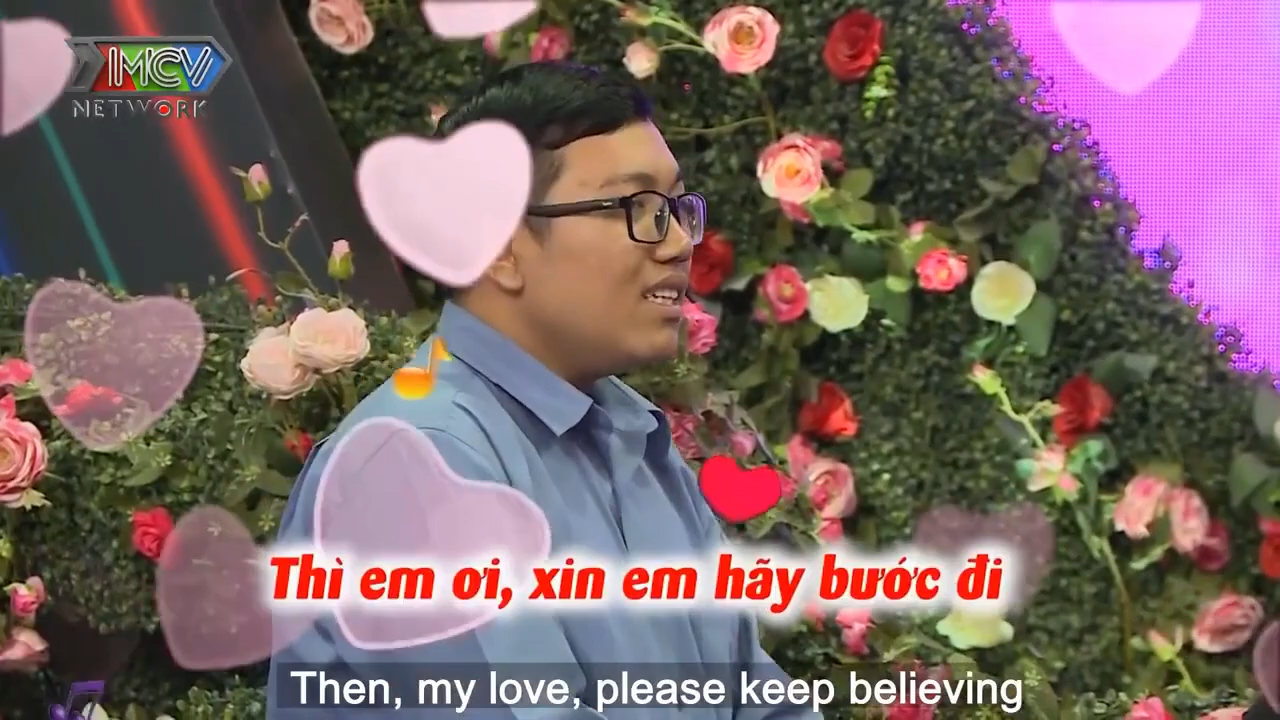 MCV
NETWORK
Thì em ơi, xin em hãy bước đi
Then, my love, please keep believing